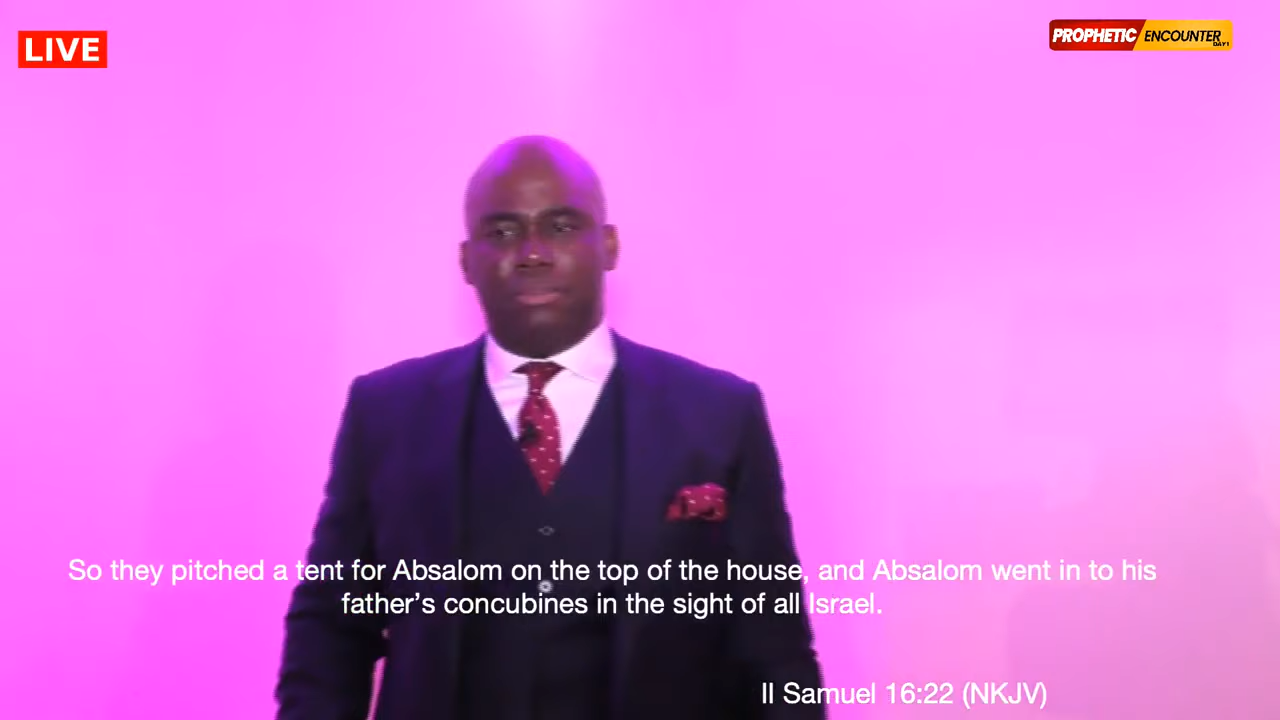 LIVE
PROPHETIC ENCOUNTER
DAY1
So they pitched a tent for Absalom on the top of the house, and Absalom went in to his
father’s concubines in the sight of all Israel.
II Samuel 16:22 (NKJV)